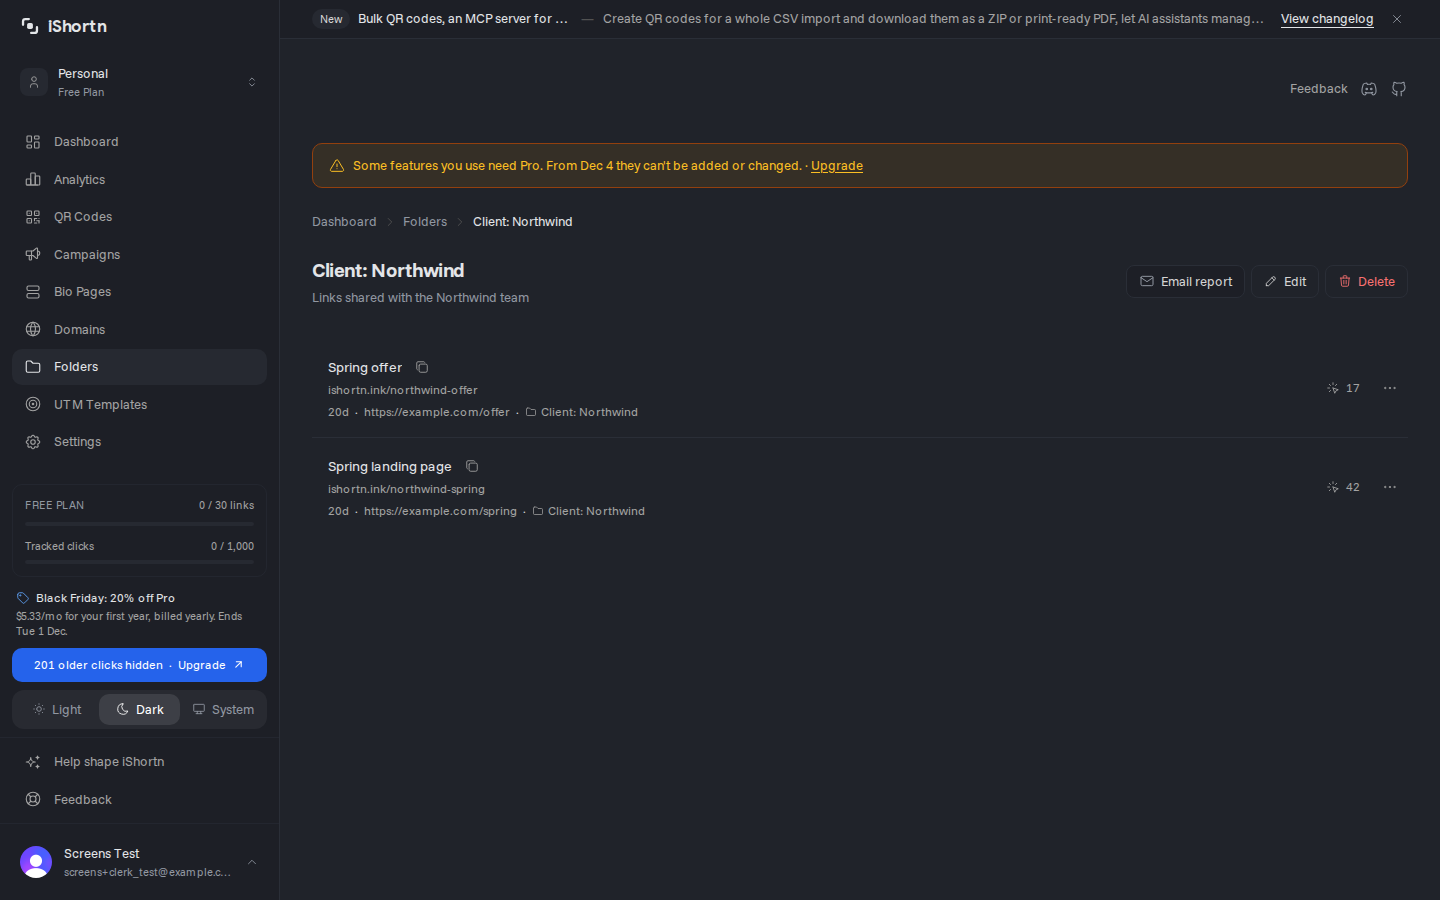 iShortn
Personal
Free Plan
Dashboard
Analytics
QR Codes
Campaigns
Bio Pages
Domains
Folders
UTM Templates
Settings
FREE PLAN 0 / 30 links
Tracked clicks 0 / 1,000
Black Friday: 20% off Pro
$5.33/mo for your first year, billed yearly. Ends
Tue 1 Dec.
201 older clicks hidden · Upgrade
Light Dark System
Help shape iShortn
Feedback
Screens Test
screens+clerk_test@example.c...
New Bulk QR codes, an MCP server for ... — Create QR codes for a whole CSV import and download them as a ZIP or print-ready PDF, let AI assistants manag... View changelog
Feedback
Some features you use need Pro. From Dec 4 they can't be added or changed. · Upgrade
Dashboard Folders Client: Northwind
Client: Northwind
Links shared with the Northwind team
Email report Edit Delete
Spring offer
ishortn.ink/northwind-offer
20d · https://example.com/offer · Client: Northwind
17
Spring landing page
ishortn.ink/northwind-spring
20d · https://example.com/spring · Client: Northwind
42